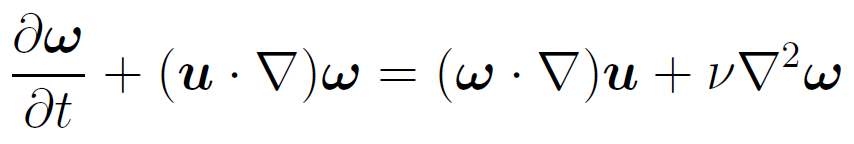 ∂𝝎/∂t + (𝒖 · ∇)𝝎 = (𝝎 · ∇)𝒖 + ν∇²𝝎